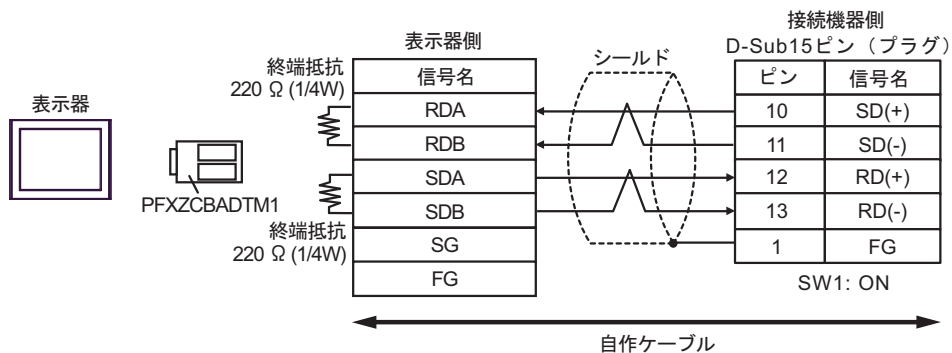 接続機器側
D-Sub15ピン（プラグ）
表示器側
シールド
終端抵抗
220 Ω (1/4W)
信号名
ピン
信号名
表示器
RDA
10
SD(+)
RDB
11
SD(-)
SDA
12
RD(+)
PFXZCBADTM1
SDB
13
RD(-)
終端抵抗
220 Ω (1/4W)
SG
1
FG
FG
SW1: ON
自作ケーブル